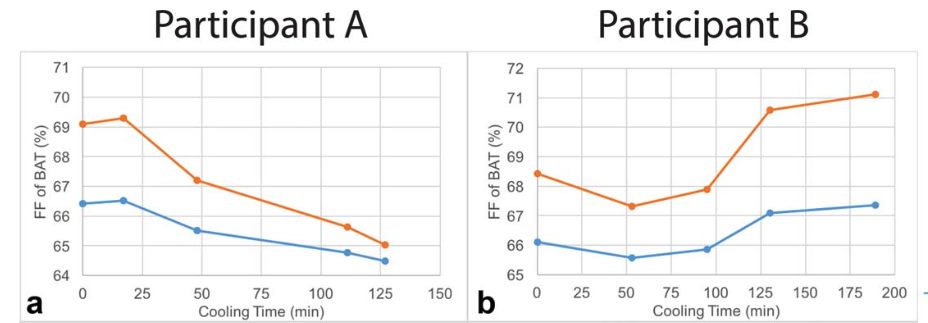 Participant A
Participant B
71
70
69
68
67
66
65
64
FF of BAT (%)
0 25 50 75 100 125 150
Cooling Time (min)
a
72
71
70
69
68
67
66
65
FF of BAT (%)
0 25 50 75 100 125 150 175 200
Cooling Time (min)
b